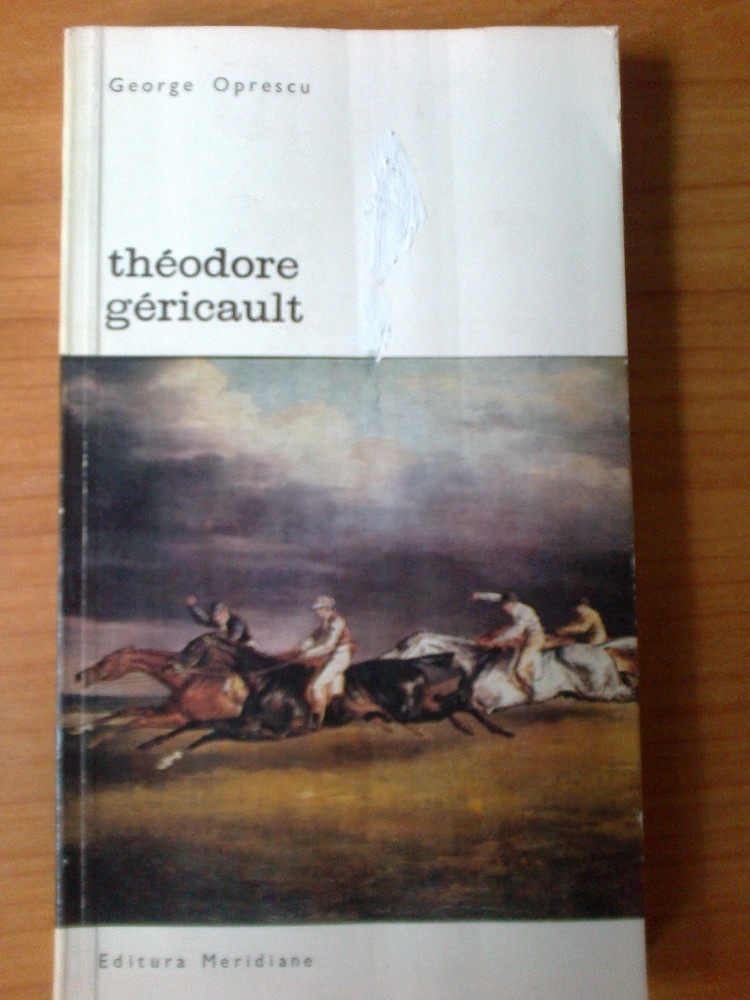 George Oprescu
théodore
géricault
Editura Meridiane